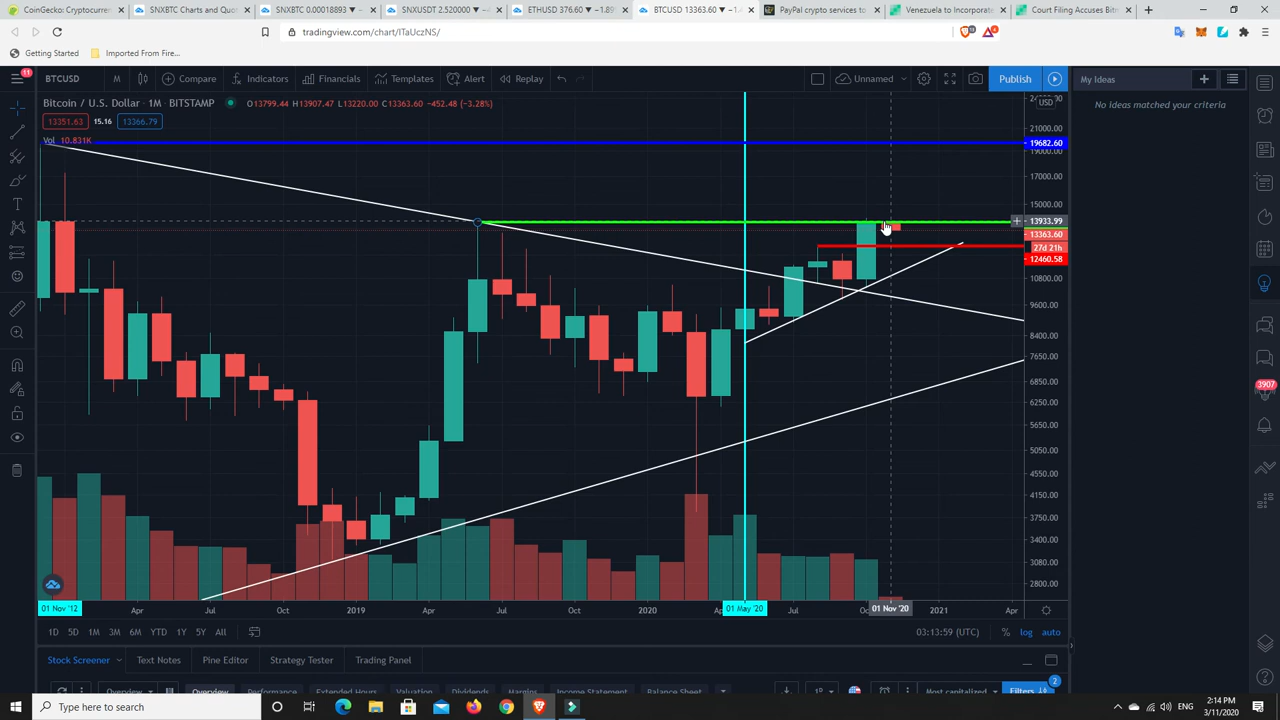 CoinGecko: Cryptocurrenc
SNXBTC Charts and Quo
SNXBTC 0.00018893
SNXUSDT 2.520000
ETHUSD 376.60 −1.89
BTCUSD 13363.60
PayPal crypto services to
Venezuela to Incorporate
Court Filing Accuses Bitm
tradingview.com/chart/ITaUczNS/
Getting Started
Imported From Fire...
11
BTCUSD
M
Compare
Indicators
Financials
Templates
Alert
Replay
Unnamed
Publish
My Ideas
Bitcoin / U.S. Dollar · 1M · BITSTAMP
O13799.44 H13907.47 L13220.00 C13363.60 −452.48 (−3.28%)
USD
No ideas matched your criteria
13351.63
15.16
13366.79
Vol 10.831K
21000.00
19682.60
19000.00
17000.00
15000.00
13933.99
13363.60
27d 21h
12460.58
10800.00
9600.00
8400.00
7650.00
6850.00
6250.00
5050.00
4550.00
4150.00
3750.00
3400.00
3080.00
2800.00
3907
01 Nov '12
Apr
Jul
Oct
2019
Apr
Jul
Oct
2020
01 May '20
Jul
01 Nov '20
2021
Apr
1D
5D
1M
3M
6M
YTD
1Y
5Y
All
03:13:59 (UTC)
%
log
auto
Stock Screener
Text Notes
Pine Editor
Strategy Tester
Trading Panel
2
Overview
Overview
Performance
Extended Hours
Valuation
Dividends
Margins
Income Statement
Balance Sheet
1D
Most capitalized
Filters
Type here to search
2:14 PM
3/11/2020